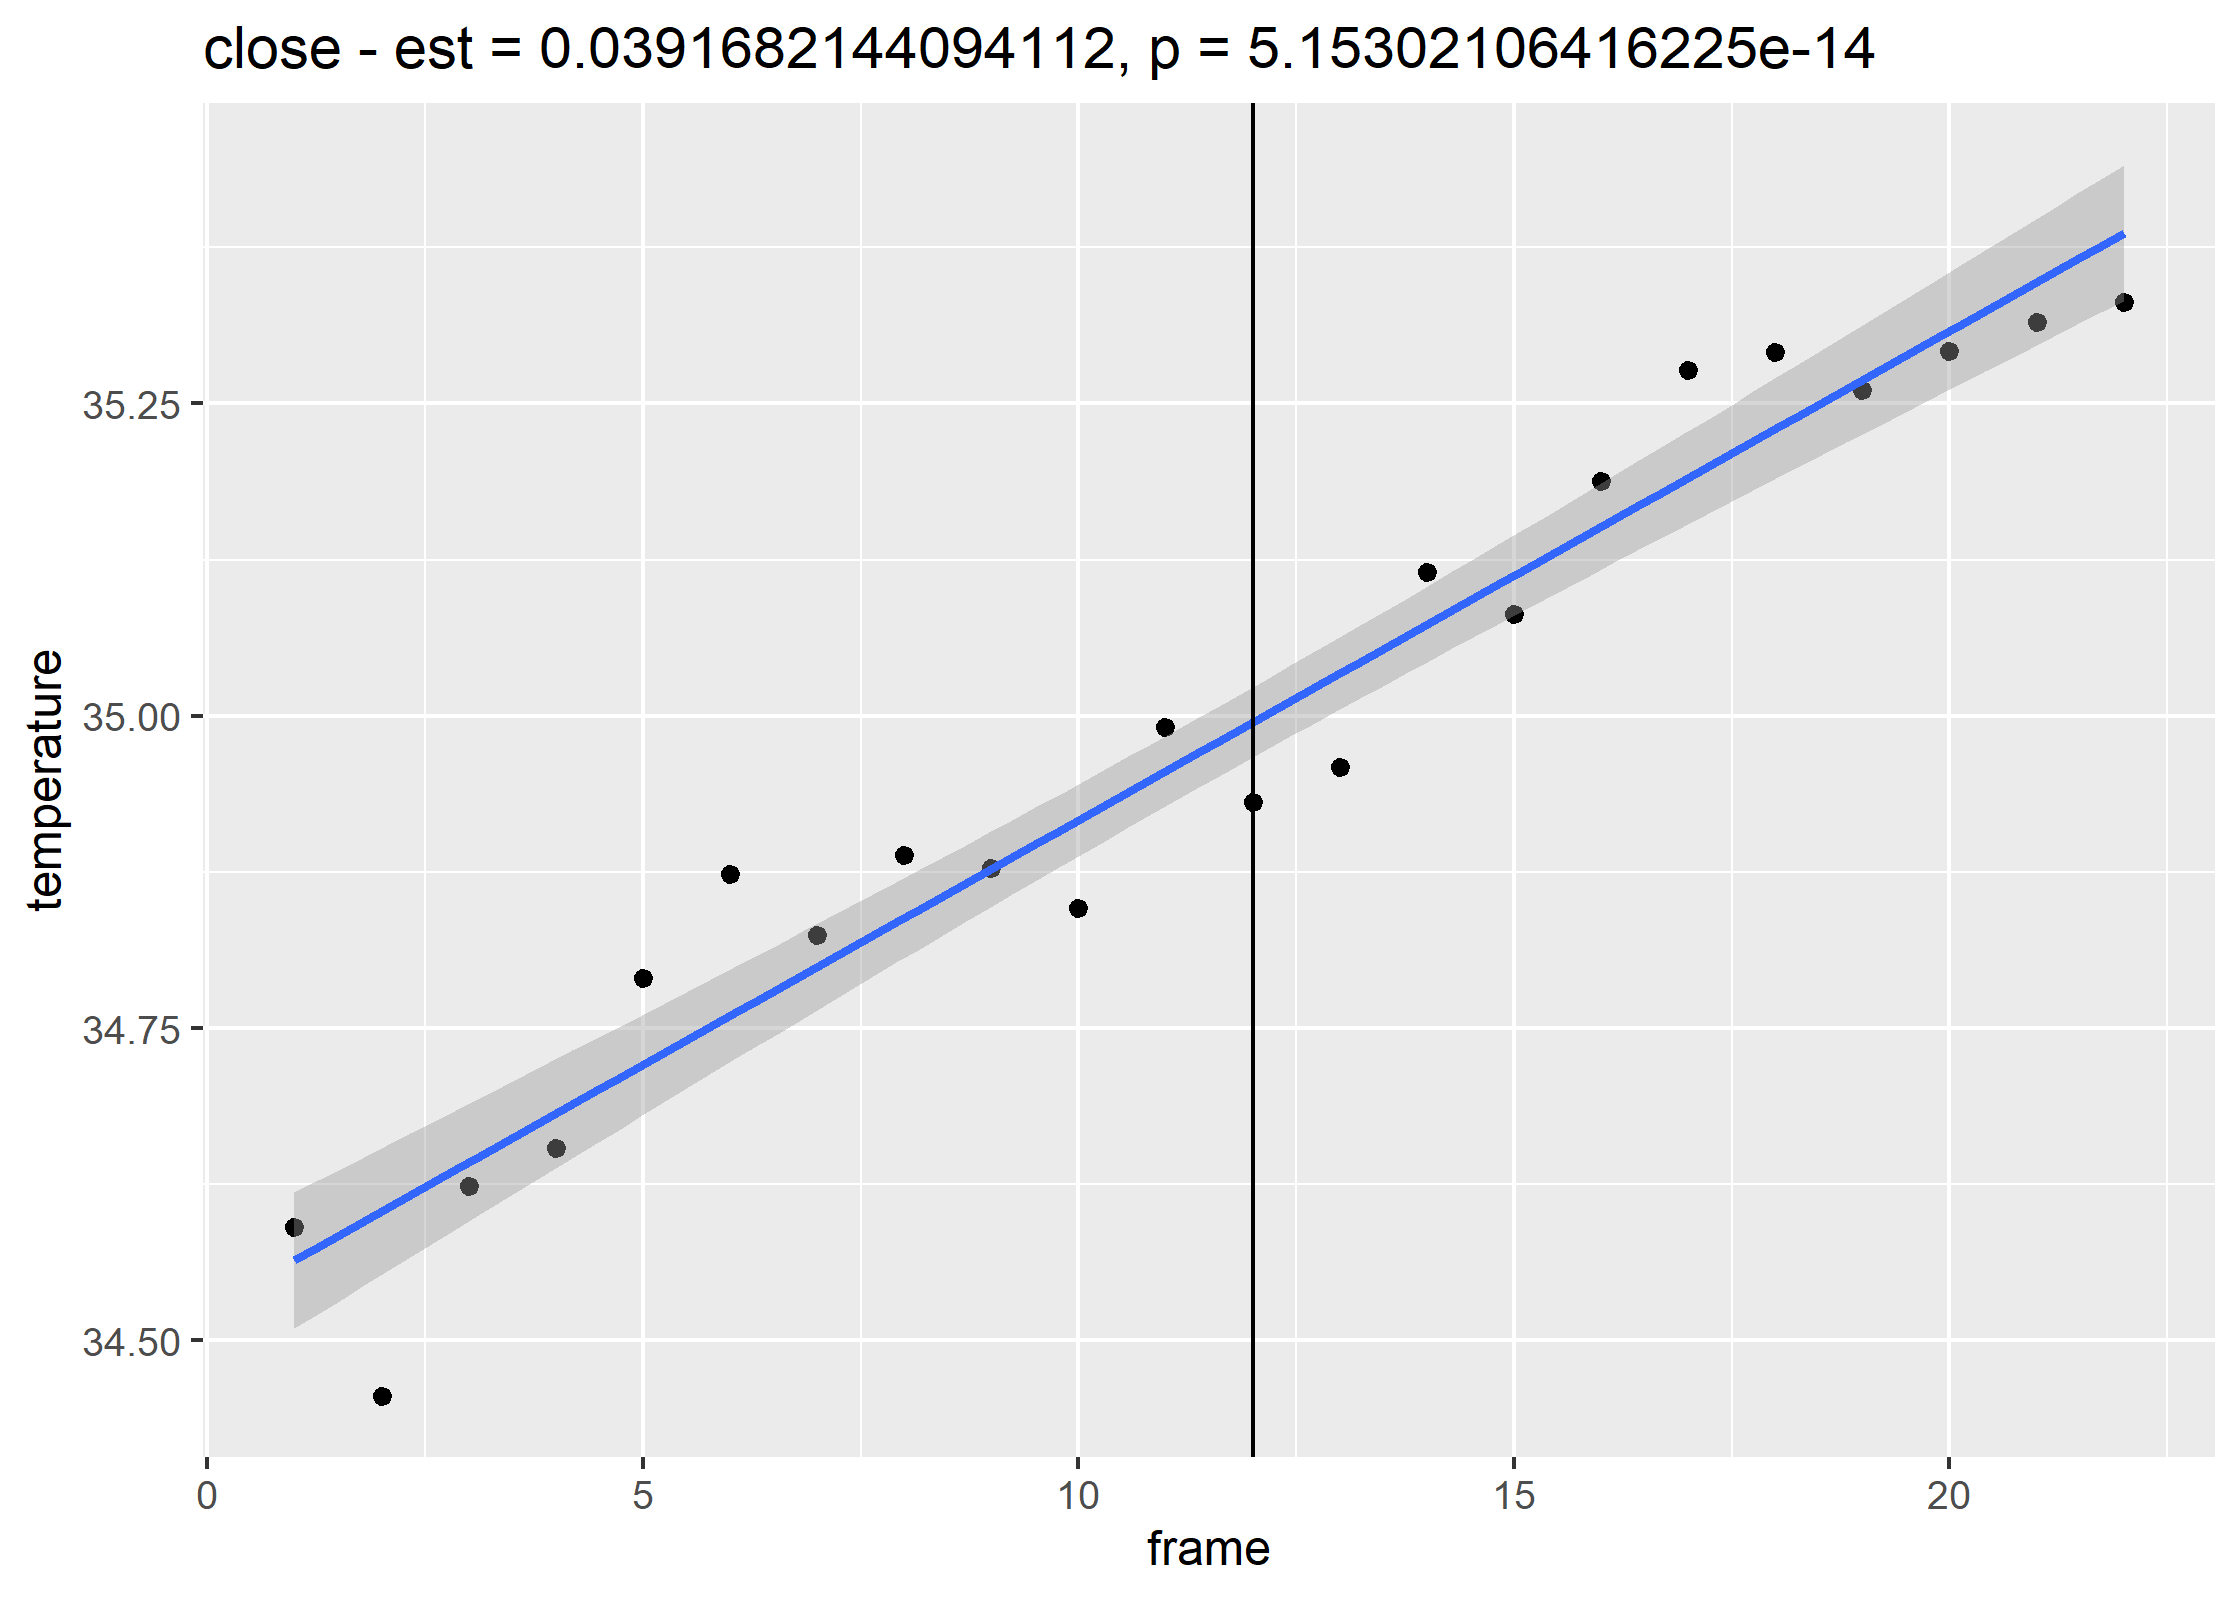 close - est = 0.0391682144094112, p = 5.15302106416225e-14
35.25
35.00
34.75
34.50
temperature
0 5 10 15 20
frame